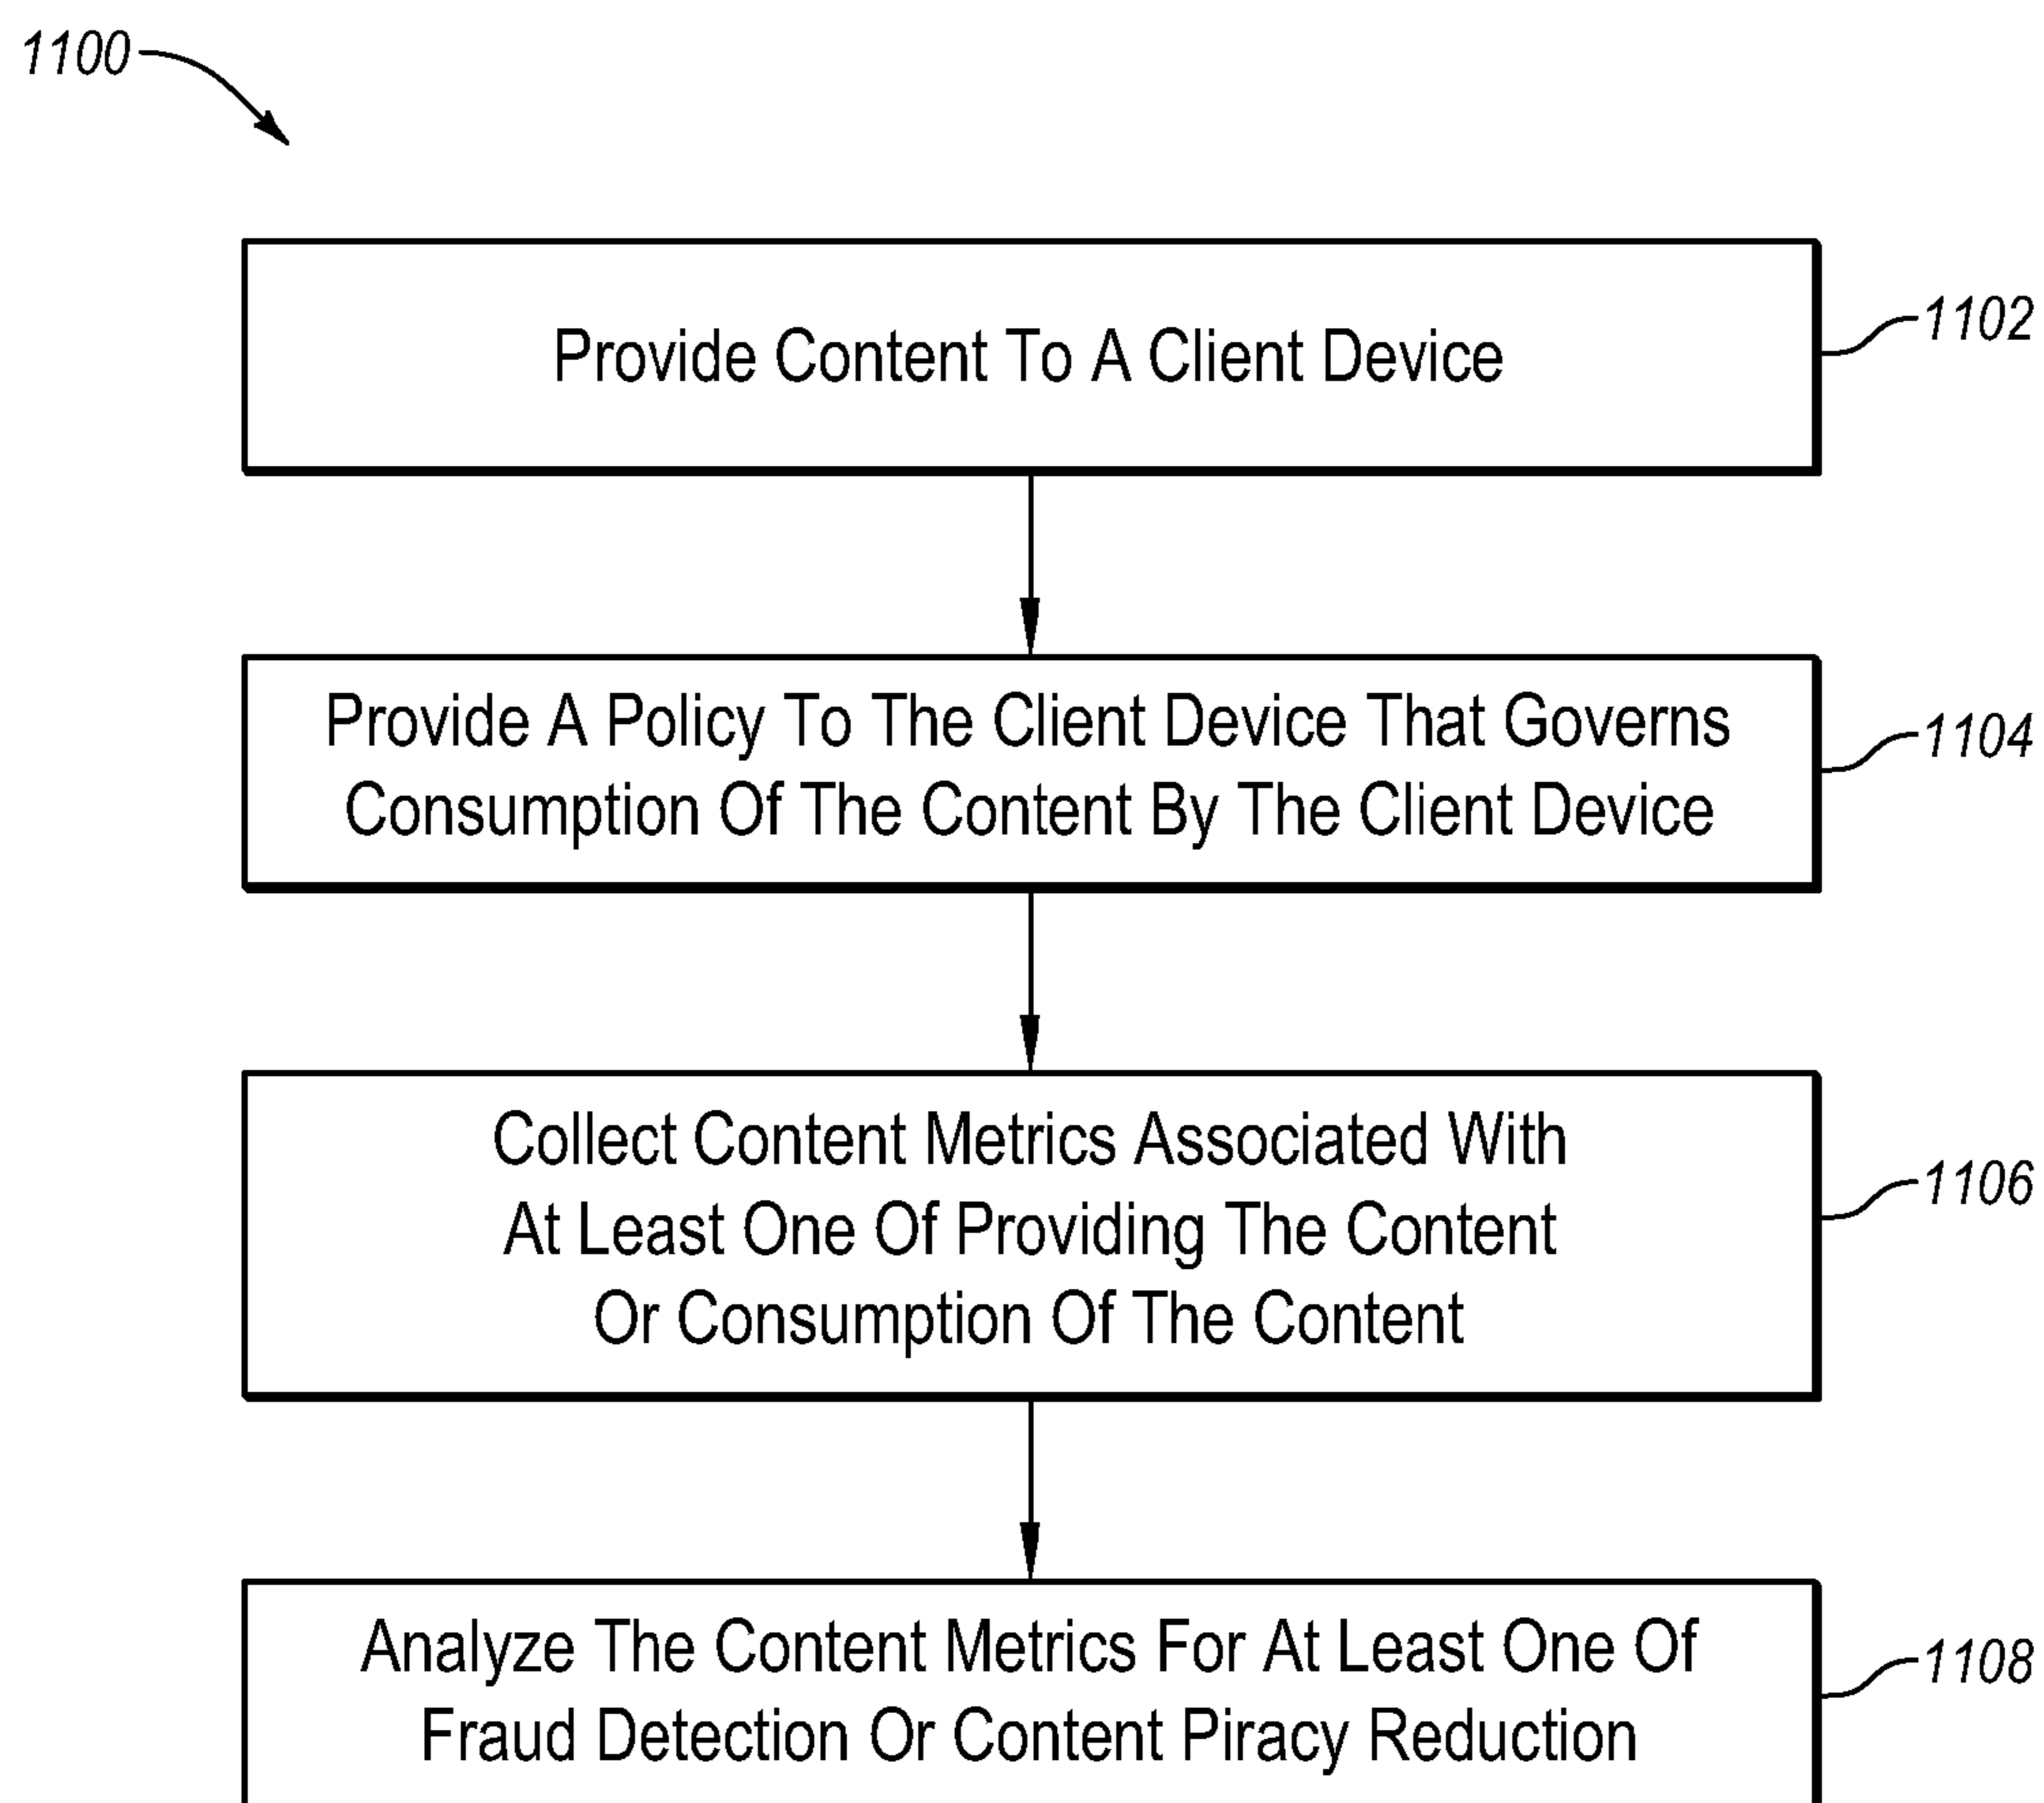 1100
Provide Content To A Client Device
1102
Provide A Policy To The Client Device That Governs
Consumption Of The Content By The Client Device
1104
Collect Content Metrics Associated With
At Least One Of Providing The Content
Or Consumption Of The Content
1106
Analyze The Content Metrics For At Least One Of
Fraud Detection Or Content Piracy Reduction
1108